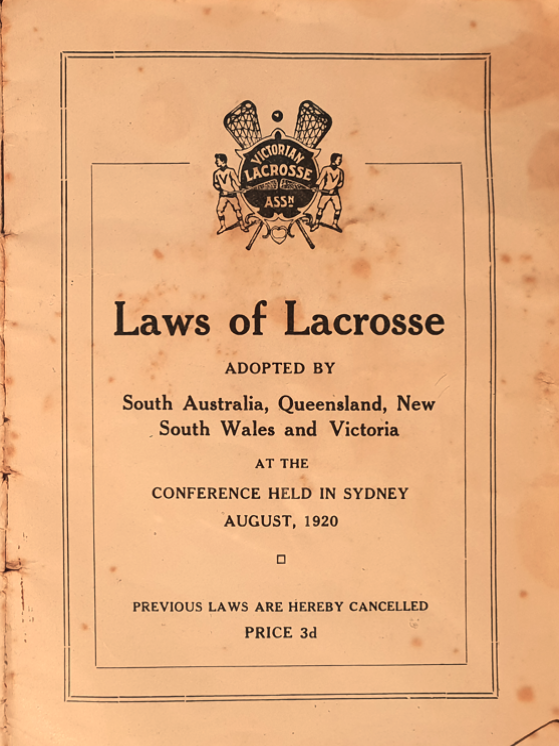 VICTORIAN
LACROSSE
ASSN
Laws of Lacrosse
ADOPTED BY
South Australia, Queensland, New
South Wales and Victoria
AT THE
CONFERENCE HELD IN SYDNEY
AUGUST, 1920
PREVIOUS LAWS ARE HEREBY CANCELLED
PRICE 3d